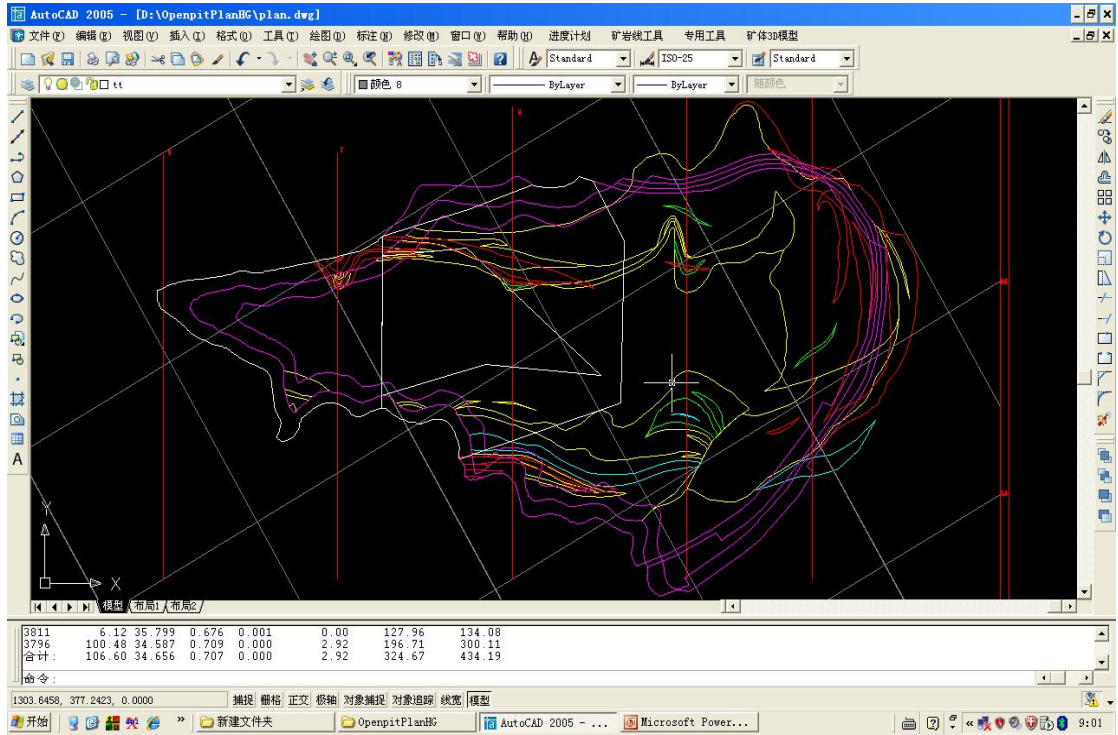 AutoCAD 2005 - [D:\OpenpitPlanHG\plan.dwg]
文件(F) 编辑(E) 视图(V) 插入(I) 格式(O) 工具(T) 绘图(D) 标注(N) 修改(M) 窗口(W) 帮助(H) 进度计划 矿岩线工具 专用工具 矿体3D模型
Standard ISO-25 Standard
tt 颜色 8 ByLayer ByLayer 随颜色
A
Y
X
模型 布局1 布局2
3811 6.12 35.799 0.676 0.001 0.00 127.96 134.08
3796 100.48 34.587 0.709 0.000 2.92 196.71 300.11
合计: 106.60 34.656 0.707 0.000 2.92 324.67 434.19
命令:
1303.6458, 377.2423, 0.0000 捕捉 栅格 正交 极轴 对象捕捉 对象追踪 线宽 模型
开始 » 新建文件夹 OpenpitPlanHG AutoCAD 2005 - ... Microsoft Power... « 9:01